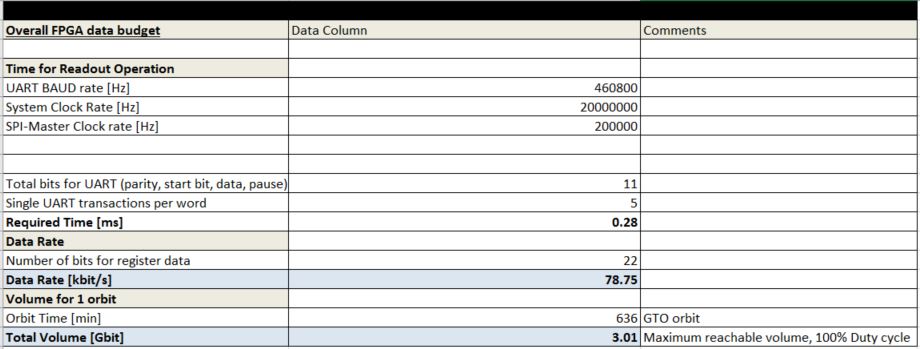 Overall FPGA data budget Data Column Comments
Time for Readout Operation
UART BAUD rate [Hz] 460800
System Clock Rate [Hz] 20000000
SPI-Master Clock rate [Hz] 200000
Total bits for UART (parity, start bit, data, pause) 11
Single UART transactions per word 5
Required Time [ms] 0.28
Data Rate
Number of bits for register data 22
Data Rate [kbit/s] 78.75
Volume for 1 orbit
Orbit Time [min] 636 GTO orbit
Total Volume [Gbit] 3.01 Maximum reachable volume, 100% Duty cycle